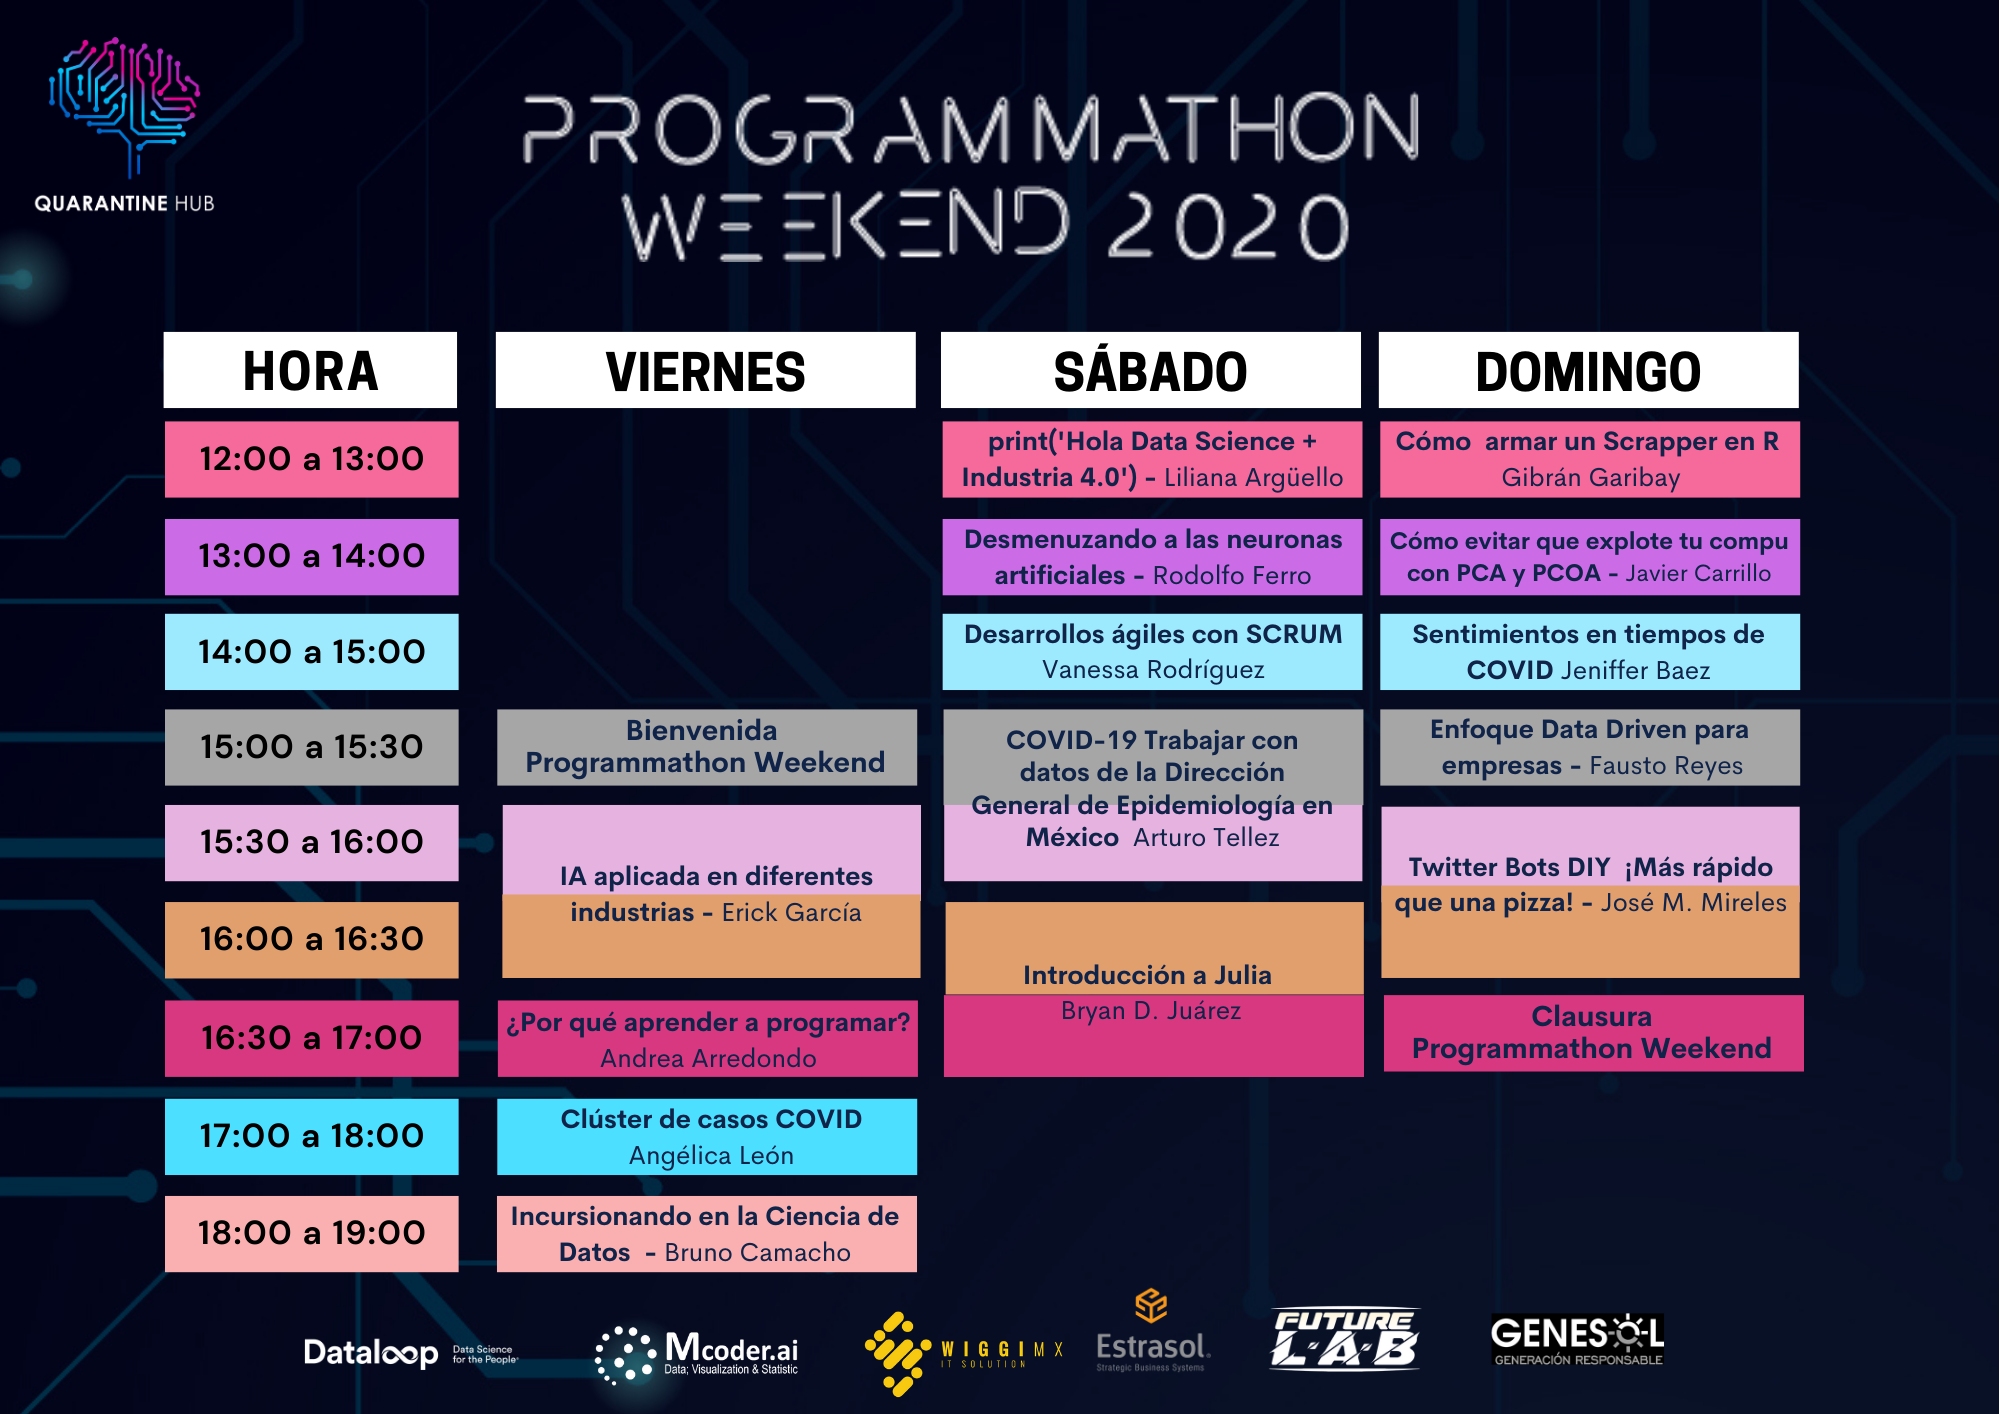 QUARANTINE HUB
PROGRAMMATHON
WEEKEND 2020
HORA
VIERNES
SÁBADO
DOMINGO
12:00 a 13:00
print('Hola Data Science +
Industria 4.0') - Liliana Argüello
Cómo armar un Scrapper en R
Gibrán Garibay
13:00 a 14:00
Desmenuzando a las neuronas
artificiales - Rodolfo Ferro
Cómo evitar que explote tu compu
con PCA y PCOA - Javier Carrillo
14:00 a 15:00
Desarrollos ágiles con SCRUM
Vanessa Rodríguez
Sentimientos en tiempos de
COVID Jeniffer Baez
15:00 a 15:30
Bienvenida
Programmathon Weekend
COVID-19 Trabajar con
datos de la Dirección
General de Epidemiología en
México Arturo Tellez
Enfoque Data Driven para
empresas - Fausto Reyes
15:30 a 16:00
IA aplicada en diferentes
industrias - Erick García
Twitter Bots DIY ¡Más rápido
que una pizza! - José M. Mireles
16:00 a 16:30
Introducción a Julia
Bryan D. Juárez
16:30 a 17:00
¿Por qué aprender a programar?
Andrea Arredondo
Clausura
Programmathon Weekend
17:00 a 18:00
Clúster de casos COVID
Angélica León
18:00 a 19:00
Incursionando en la Ciencia de
Datos - Bruno Camacho
Dataloop
Data Science
for the People
Mcoder.ai
Data; Visualization & Statistic
WIGGI MX
IT SOLUTION
Estrasol
Strategic Business Systems
FUTURE
L·A·B
GENESOL
GENERACIÓN RESPONSABLE